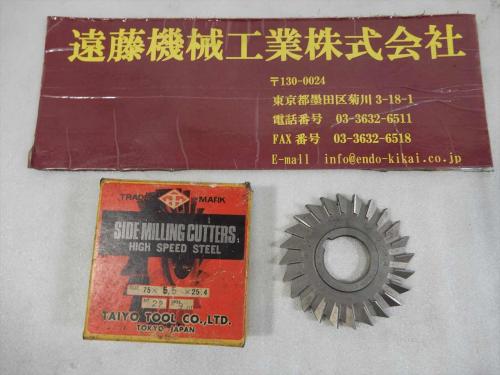 遠藤機械工業株式会社
〒130-0024
東京都墨田区菊川3-18-1
電話番号 03-3632-6511
FAX番号 03-3632-6518
E-mail info@endo-kikai.co.jp
TRADE MARK
SIDE MILLING CUTTERS
HIGH SPEED STEEL
75 × 5.5 × 25.4
TAIYO TOOL CO.,LTD.
TOKYO JAPAN